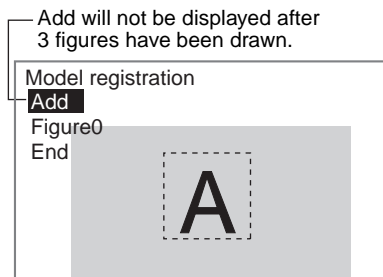 Add will not be displayed after
3 figures have been drawn.
Model registration
Add
Figure0
End
A